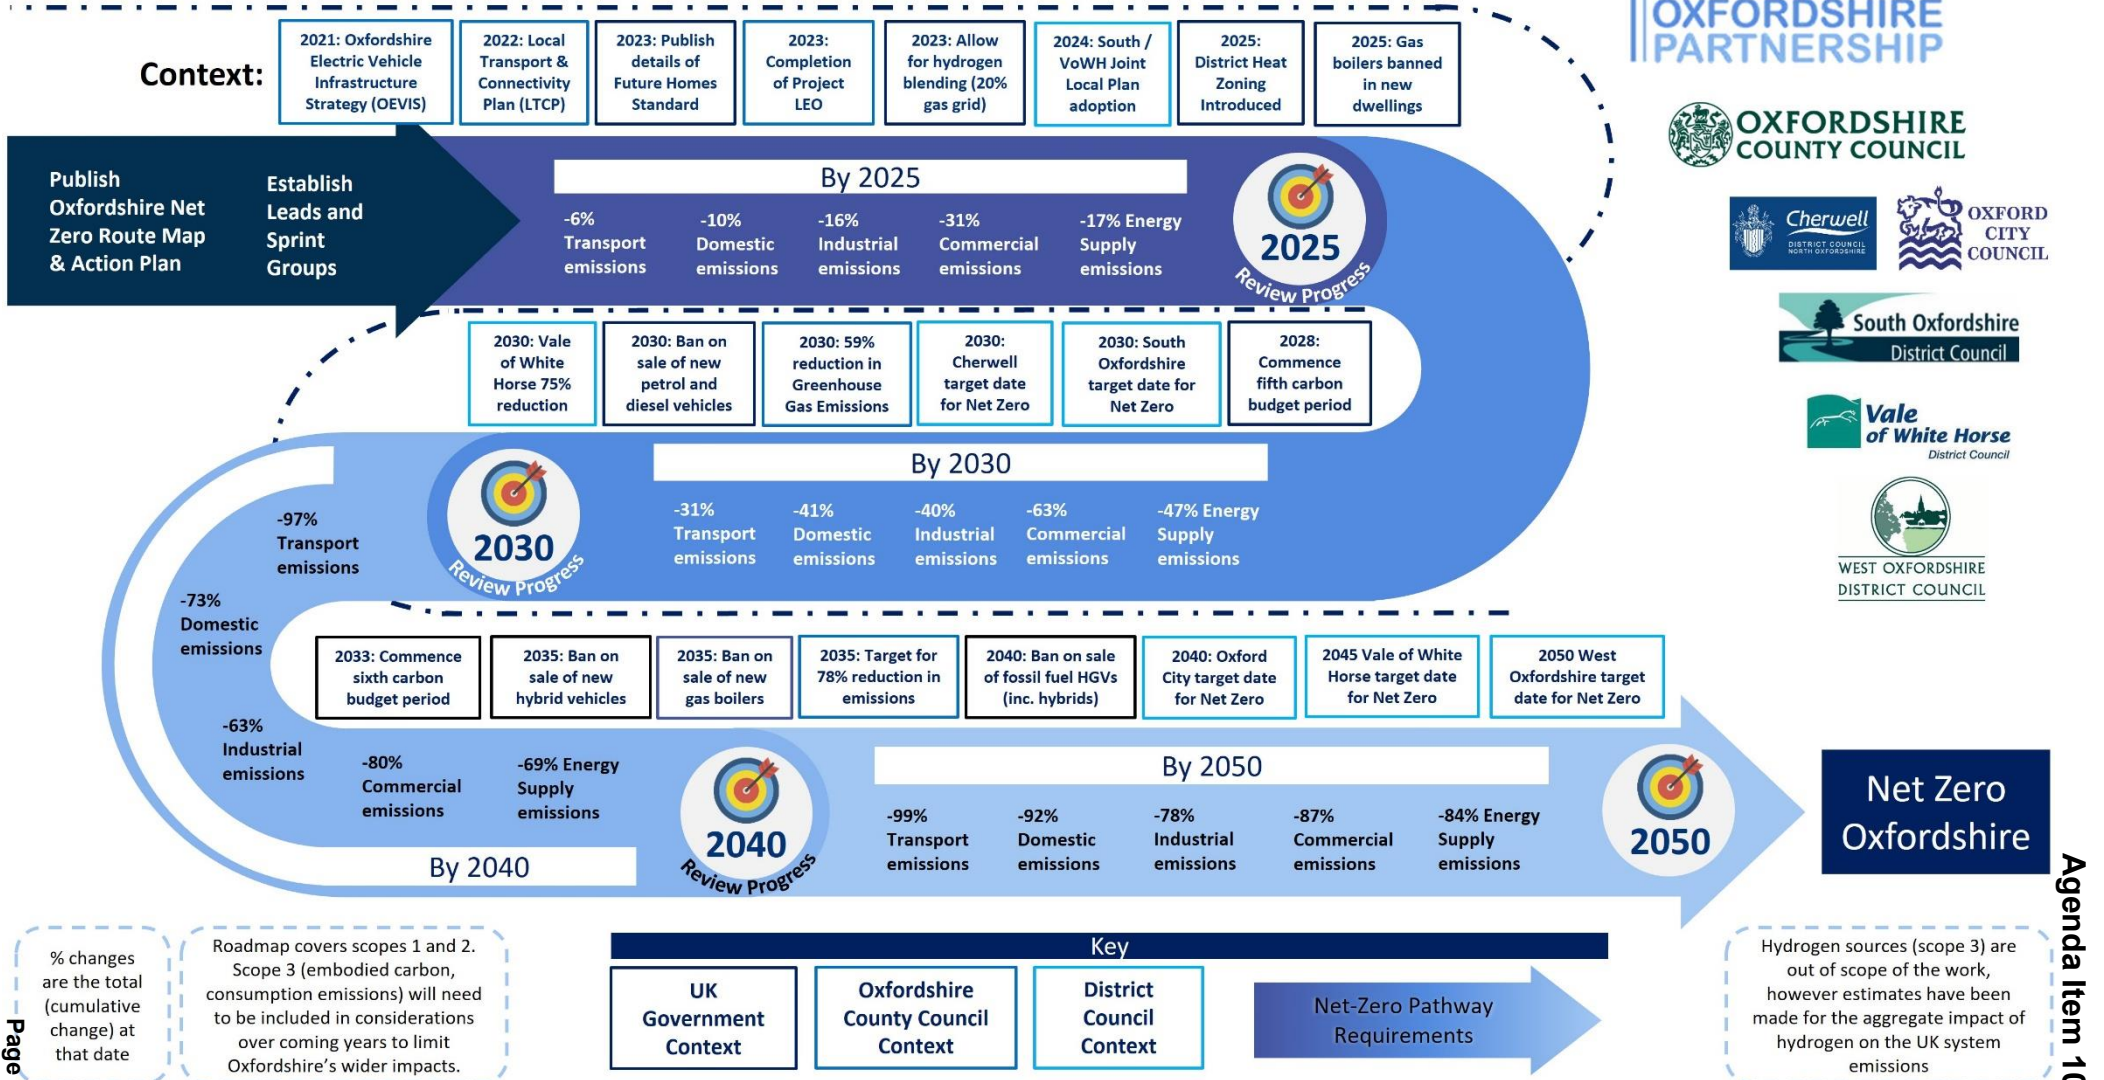 OXFORDSHIRE
PARTNERSHIP
Context:
2021: Oxfordshire
Electric Vehicle
Infrastructure
Strategy (OEVIS)
2022: Local
Transport &
Connectivity
Plan (LTCP)
2023: Publish
details of
Future Homes
Standard
2023:
Completion
of Project
LEO
2023: Allow
for hydrogen
blending (20%
gas grid)
2024: South /
VoWH Joint
Local Plan
adoption
2025:
District Heat
Zoning
Introduced
2025: Gas
boilers banned
in new
dwellings
OXFORDSHIRE
COUNTY COUNCIL
Cherwell
DISTRICT COUNCIL
NORTH OXFORDSHIRE
OXFORD
CITY
COUNCIL
South Oxfordshire
District Council
Vale
of White Horse
District Council
WEST OXFORDSHIRE
DISTRICT COUNCIL
Publish
Oxfordshire Net
Zero Route Map
& Action Plan
Establish
Leads and
Sprint
Groups
By 2025
-6%
Transport
emissions
-10%
Domestic
emissions
-16%
Industrial
emissions
-31%
Commercial
emissions
-17% Energy
Supply
emissions
2025
Review Progress
2030: Vale
of White
Horse 75%
reduction
2030: Ban on
sale of new
petrol and
diesel vehicles
2030: 59%
reduction in
Greenhouse
Gas Emissions
2030:
Cherwell
target date
for Net Zero
2030: South
Oxfordshire
target date for
Net Zero
2028:
Commence
fifth carbon
budget period
By 2030
2030
Review Progress
-31%
Transport
emissions
-41%
Domestic
emissions
-40%
Industrial
emissions
-63%
Commercial
emissions
-47% Energy
Supply
emissions
-97%
Transport
emissions
-73%
Domestic
emissions
-63%
Industrial
emissions
-80%
Commercial
emissions
-69% Energy
Supply
emissions
By 2040
2040
Review Progress
2033: Commence
sixth carbon
budget period
2035: Ban on
sale of new
hybrid vehicles
2035: Ban on
sale of new
gas boilers
2035: Target for
78% reduction in
emissions
2040: Ban on sale
of fossil fuel HGVs
(inc. hybrids)
2040: Oxford
City target date
for Net Zero
2045 Vale of White
Horse target date
for Net Zero
2050 West
Oxfordshire target
date for Net Zero
By 2050
-99%
Transport
emissions
-92%
Domestic
emissions
-78%
Industrial
emissions
-87%
Commercial
emissions
-84% Energy
Supply
emissions
2050
Net Zero
Oxfordshire
% changes
are the total
(cumulative
change) at
that date
Roadmap covers scopes 1 and 2.
Scope 3 (embodied carbon,
consumption emissions) will need
to be included in considerations
over coming years to limit
Oxfordshire's wider impacts.
Key
UK
Government
Context
Oxfordshire
County Council
Context
District
Council
Context
Net-Zero Pathway
Requirements
Hydrogen sources (scope 3) are
out of scope of the work,
however estimates have been
made for the aggregate impact of
hydrogen on the UK system
emissions
Page
Agenda Item 10